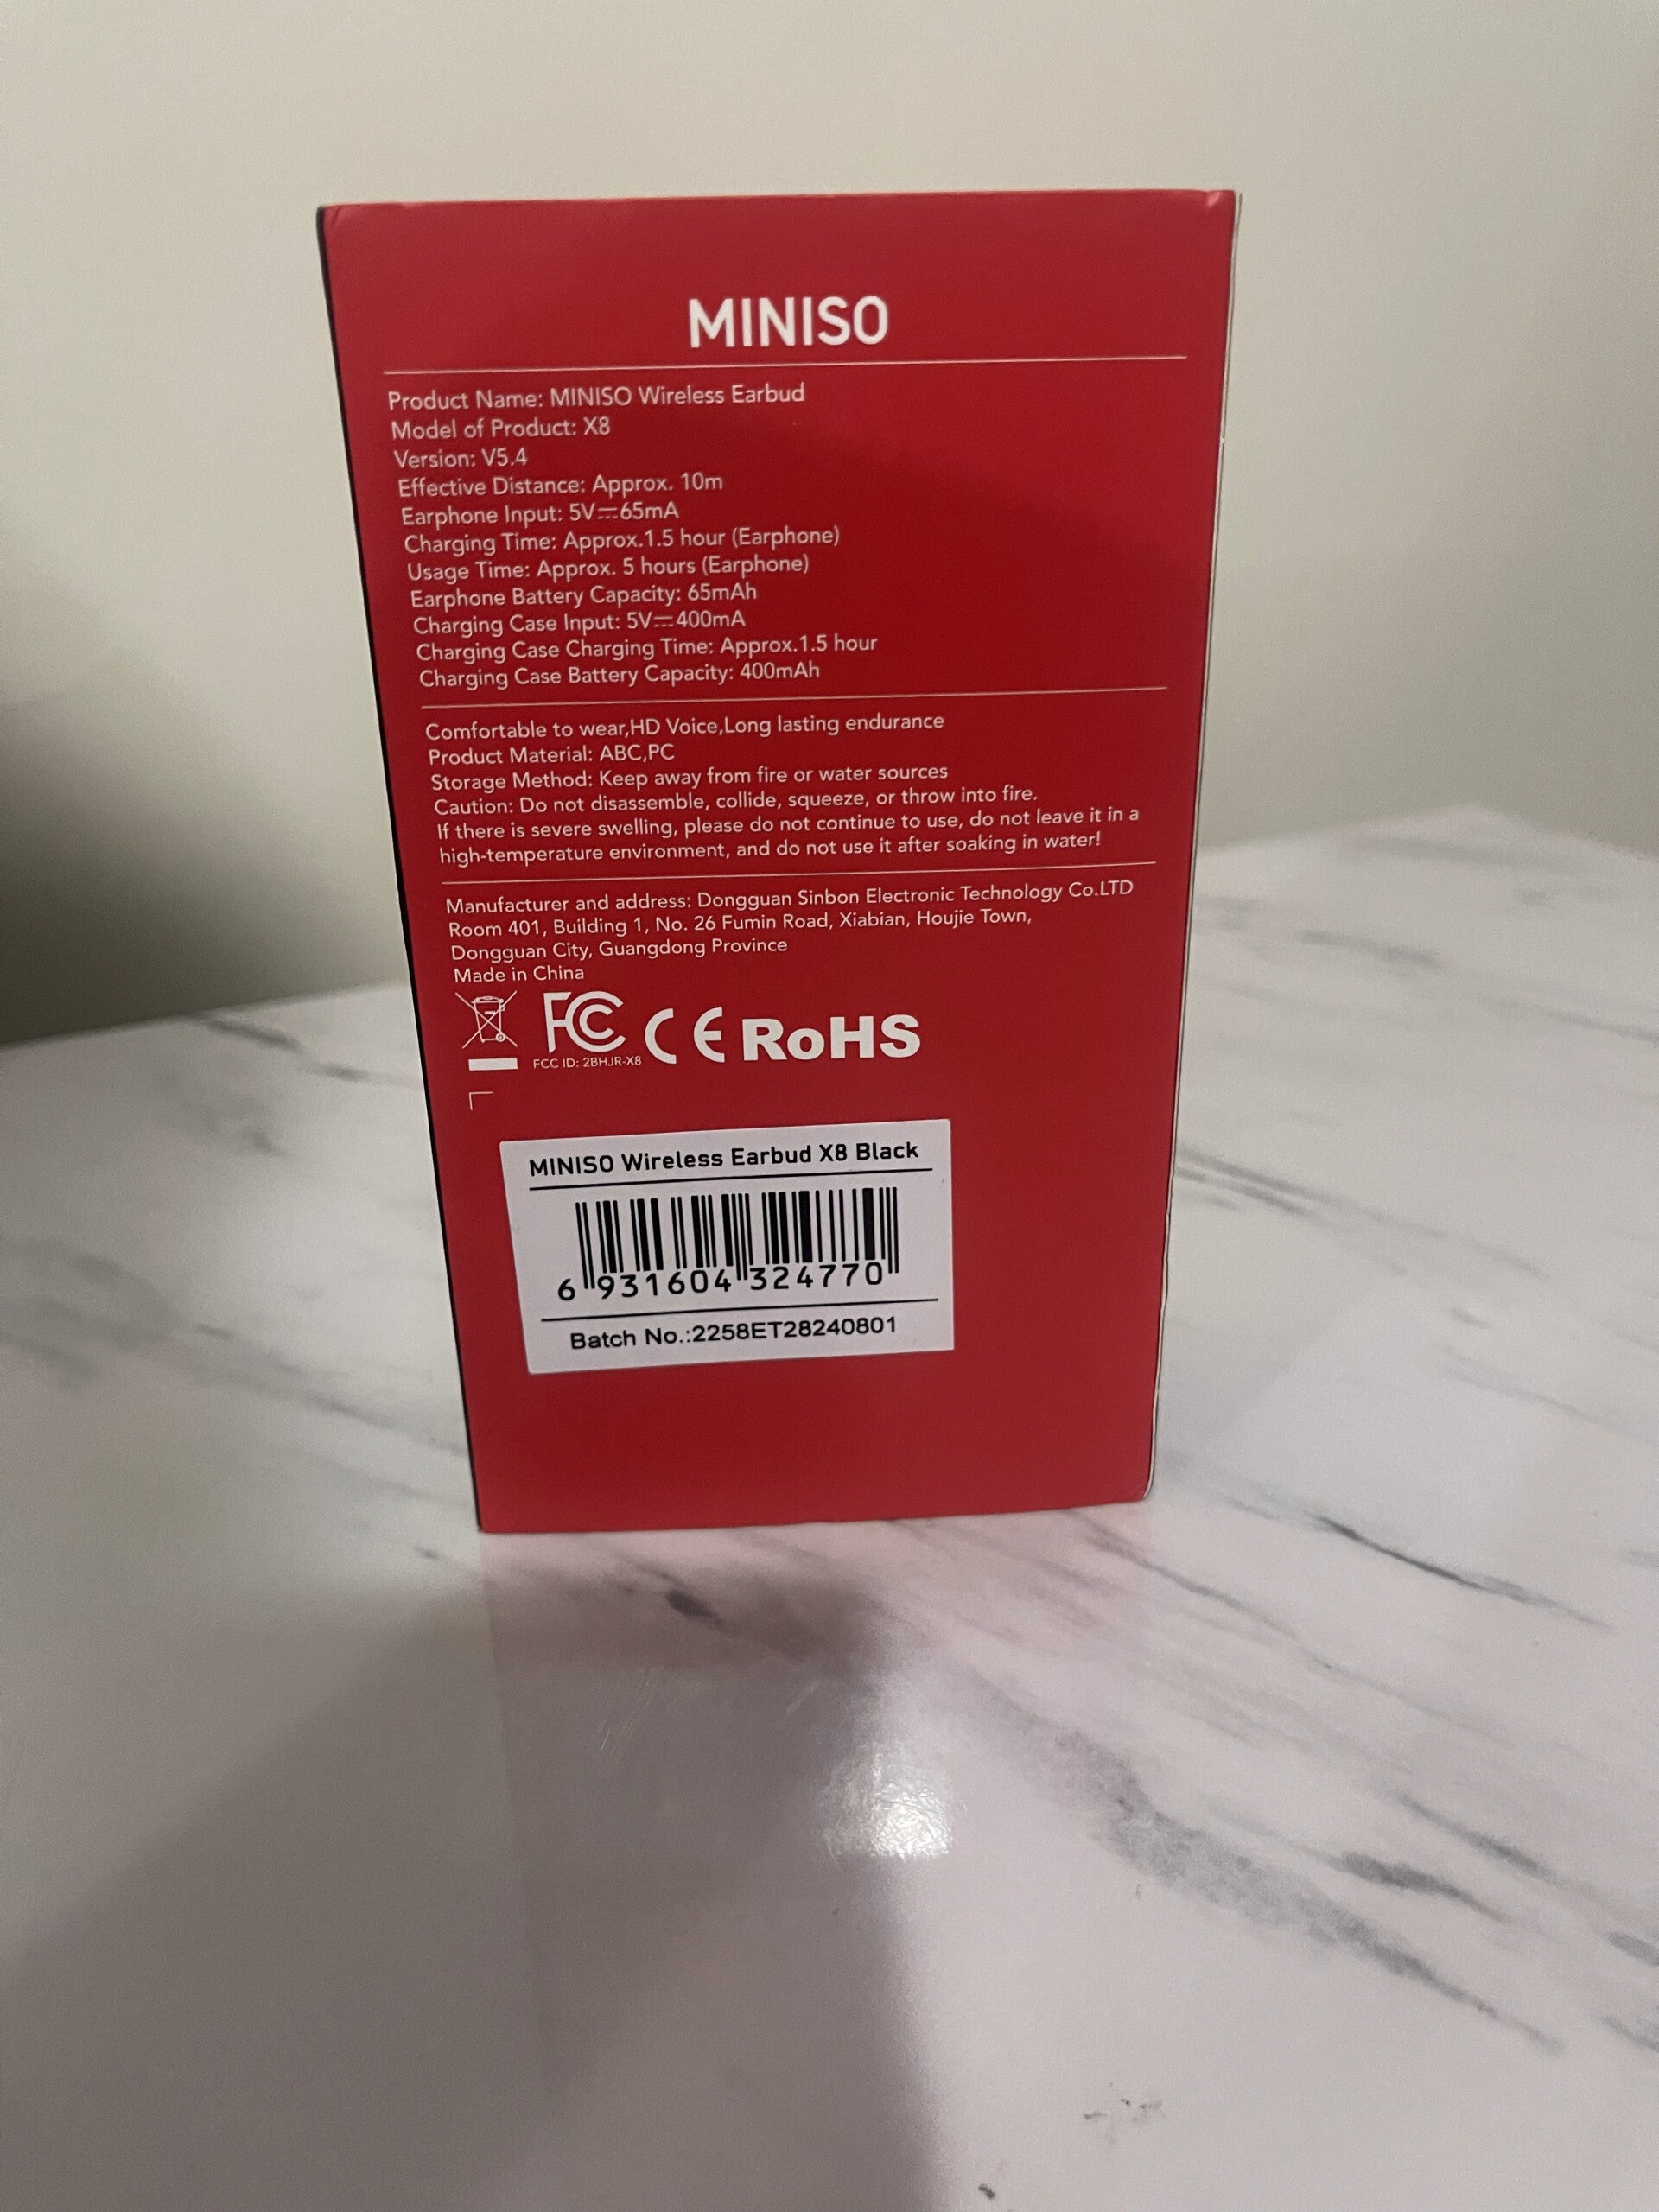 MINISO
Product Name: MINISO Wireless Earbud
Model of Product: X8
Version: V5.4
Effective Distance: Approx. 10m
Earphone Input: 5V⎓65mA
Charging Time: Approx.1.5 hour (Earphone)
Usage Time: Approx. 5 hours (Earphone)
Earphone Battery Capacity: 65mAh
Charging Case Input: 5V⎓400mA
Charging Case Charging Time: Approx.1.5 hour
Charging Case Battery Capacity: 400mAh
Comfortable to wear,HD Voice,Long lasting endurance
Product Material: ABC,PC
Storage Method: Keep away from fire or water sources
Caution: Do not disassemble, collide, squeeze, or throw into fire.
If there is severe swelling, please do not continue to use, do not leave it in a
high-temperature environment, and do not use it after soaking in water!
Manufacturer and address: Dongguan Sinbon Electronic Technology Co.LTD
Room 401, Building 1, No. 26 Fumin Road, Xiabian, Houjie Town,
Dongguan City, Guangdong Province
Made in China
FC CE RoHS
FCC ID: 2BHJR-X8
MINISO Wireless Earbud X8 Black
6 931604 324770
Batch No.:2258ET28240801